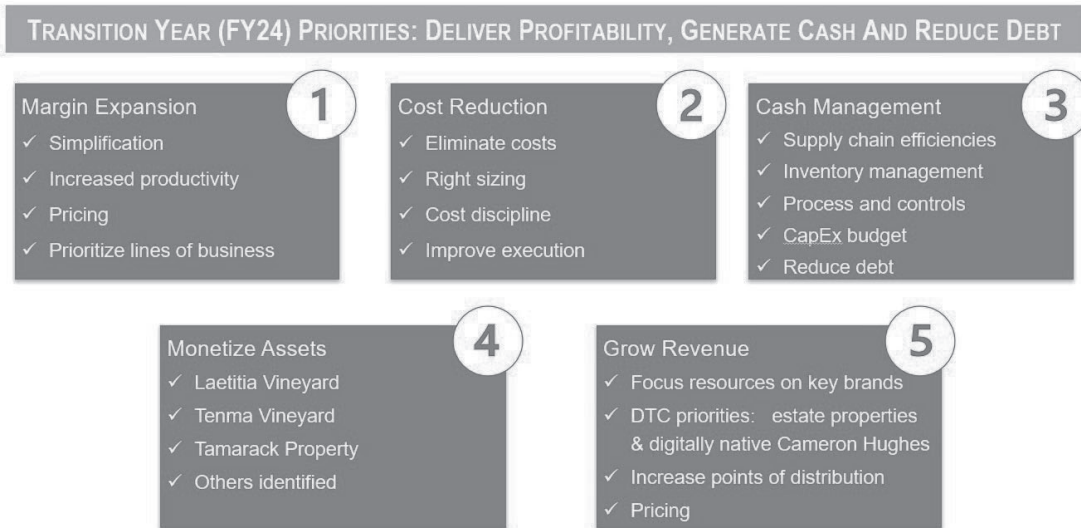 TRANSITION YEAR (FY24) PRIORITIES: DELIVER PROFITABILITY, GENERATE CASH AND REDUCE DEBT
1
Margin Expansion
✓ Simplification
✓ Increased productivity
✓ Pricing
✓ Prioritize lines of business
2
Cost Reduction
✓ Eliminate costs
✓ Right sizing
✓ Cost discipline
✓ Improve execution
3
Cash Management
✓ Supply chain efficiencies
✓ Inventory management
✓ Process and controls
✓ CapEx budget
✓ Reduce debt
4
Monetize Assets
✓ Laetitia Vineyard
✓ Tenma Vineyard
✓ Tamarack Property
✓ Others identified
5
Grow Revenue
✓ Focus resources on key brands
✓ DTC priorities: estate properties
& digitally native Cameron Hughes
✓ Increase points of distribution
✓ Pricing